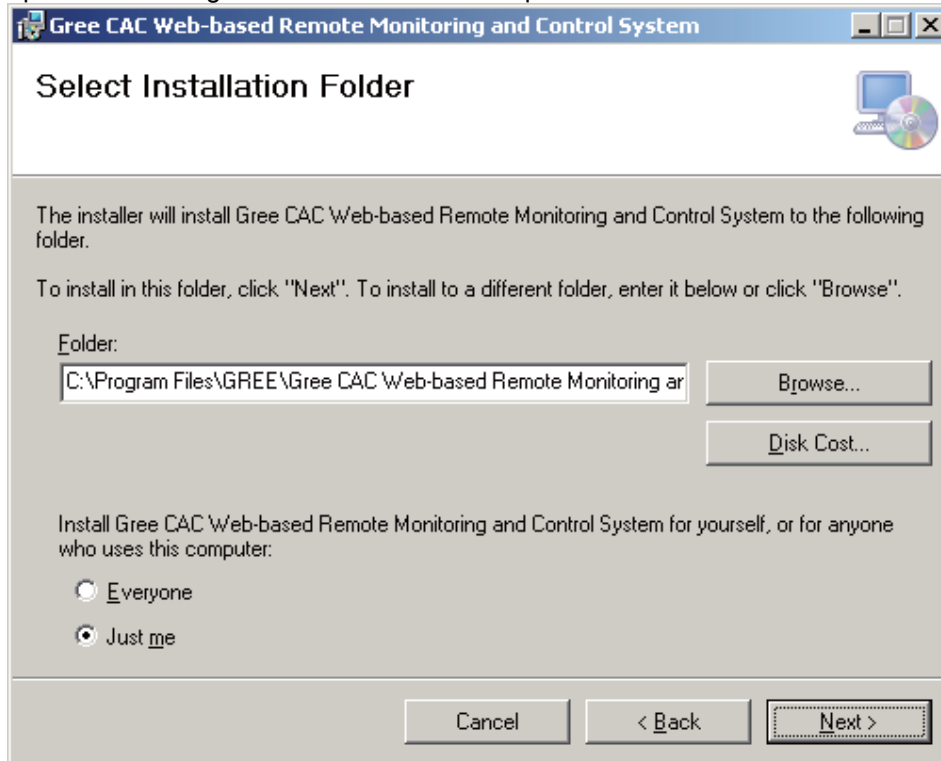 Gree CAC Web-based Remote Monitoring and Control System
Select Installation Folder
The installer will install Gree CAC Web-based Remote Monitoring and Control System to the following
folder.
To install in this folder, click "Next". To install to a different folder, enter it below or click "Browse".
Folder:
C:\Program Files\GREE\Gree CAC Web-based Remote Monitoring ar
Browse...
Disk Cost...
Install Gree CAC Web-based Remote Monitoring and Control System for yourself, or for anyone
who uses this computer:
Everyone
Just me
Cancel
< Back
Next >